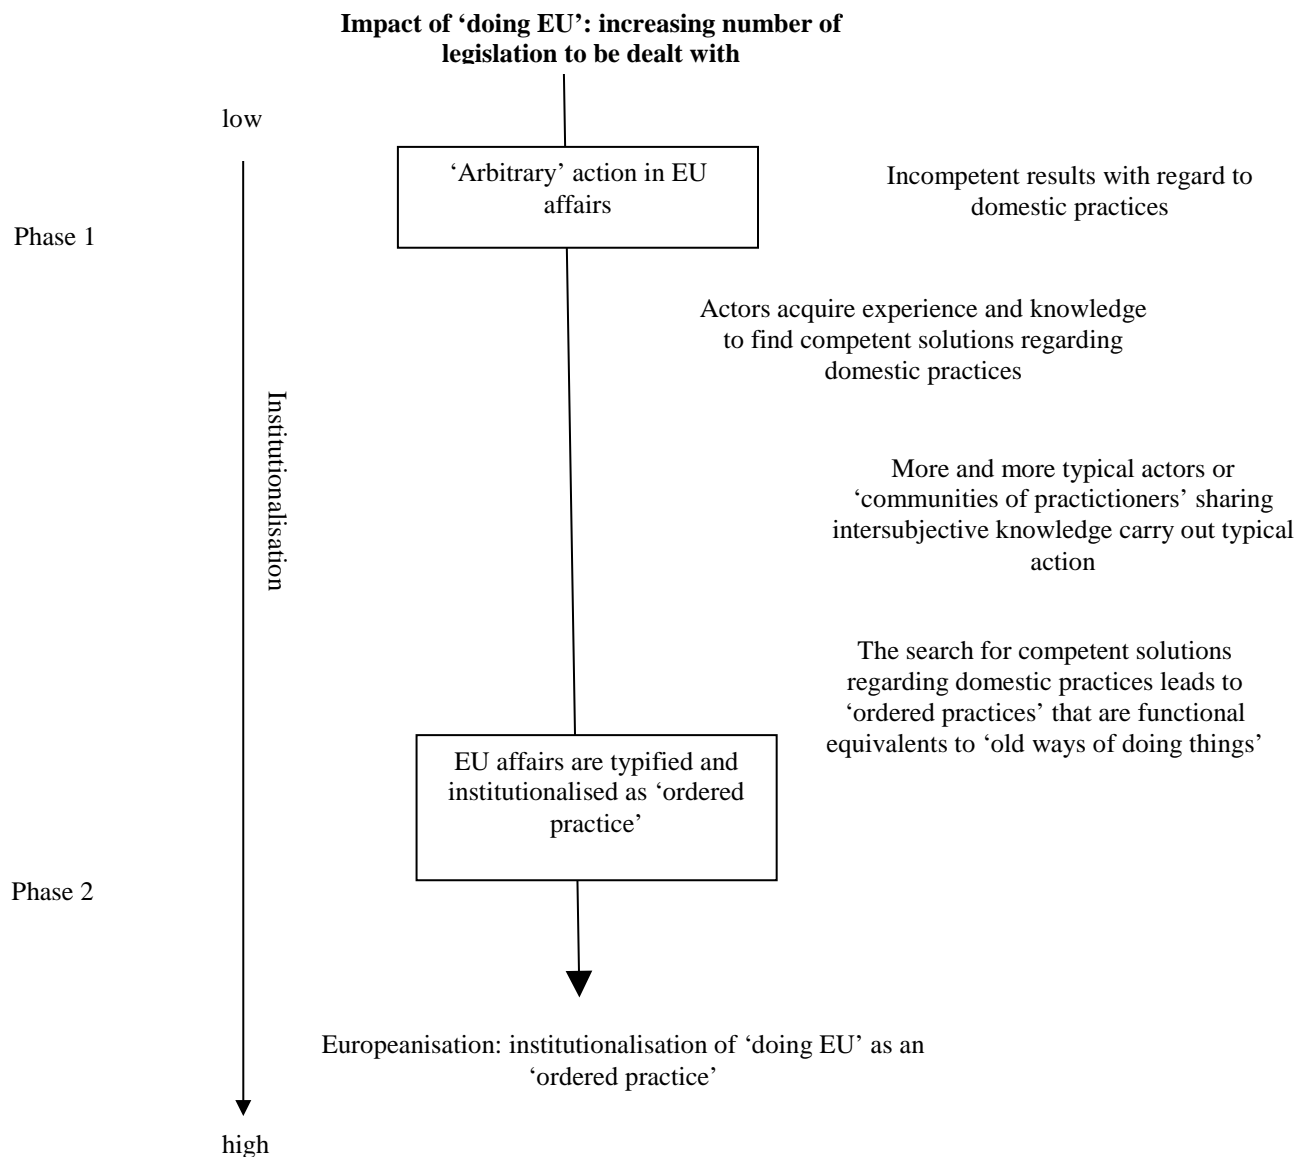 Impact of ‘doing EU’: increasing number of
legislation to be dealt with
low
‘Arbitrary’ action in EU
affairs
Incompetent results with regard to
domestic practices
Phase 1
Actors acquire experience and knowledge
to find competent solutions regarding
domestic practices
Institutionalisation
More and more typical actors or
‘communities of practictioners’ sharing
intersubjective knowledge carry out typical
action
The search for competent solutions
regarding domestic practices leads to
‘ordered practices’ that are functional
equivalents to ‘old ways of doing things’
EU affairs are typified and
institutionalised as ‘ordered
practice’
Phase 2
Europeanisation: institutionalisation of ‘doing EU’ as an
‘ordered practice’
high